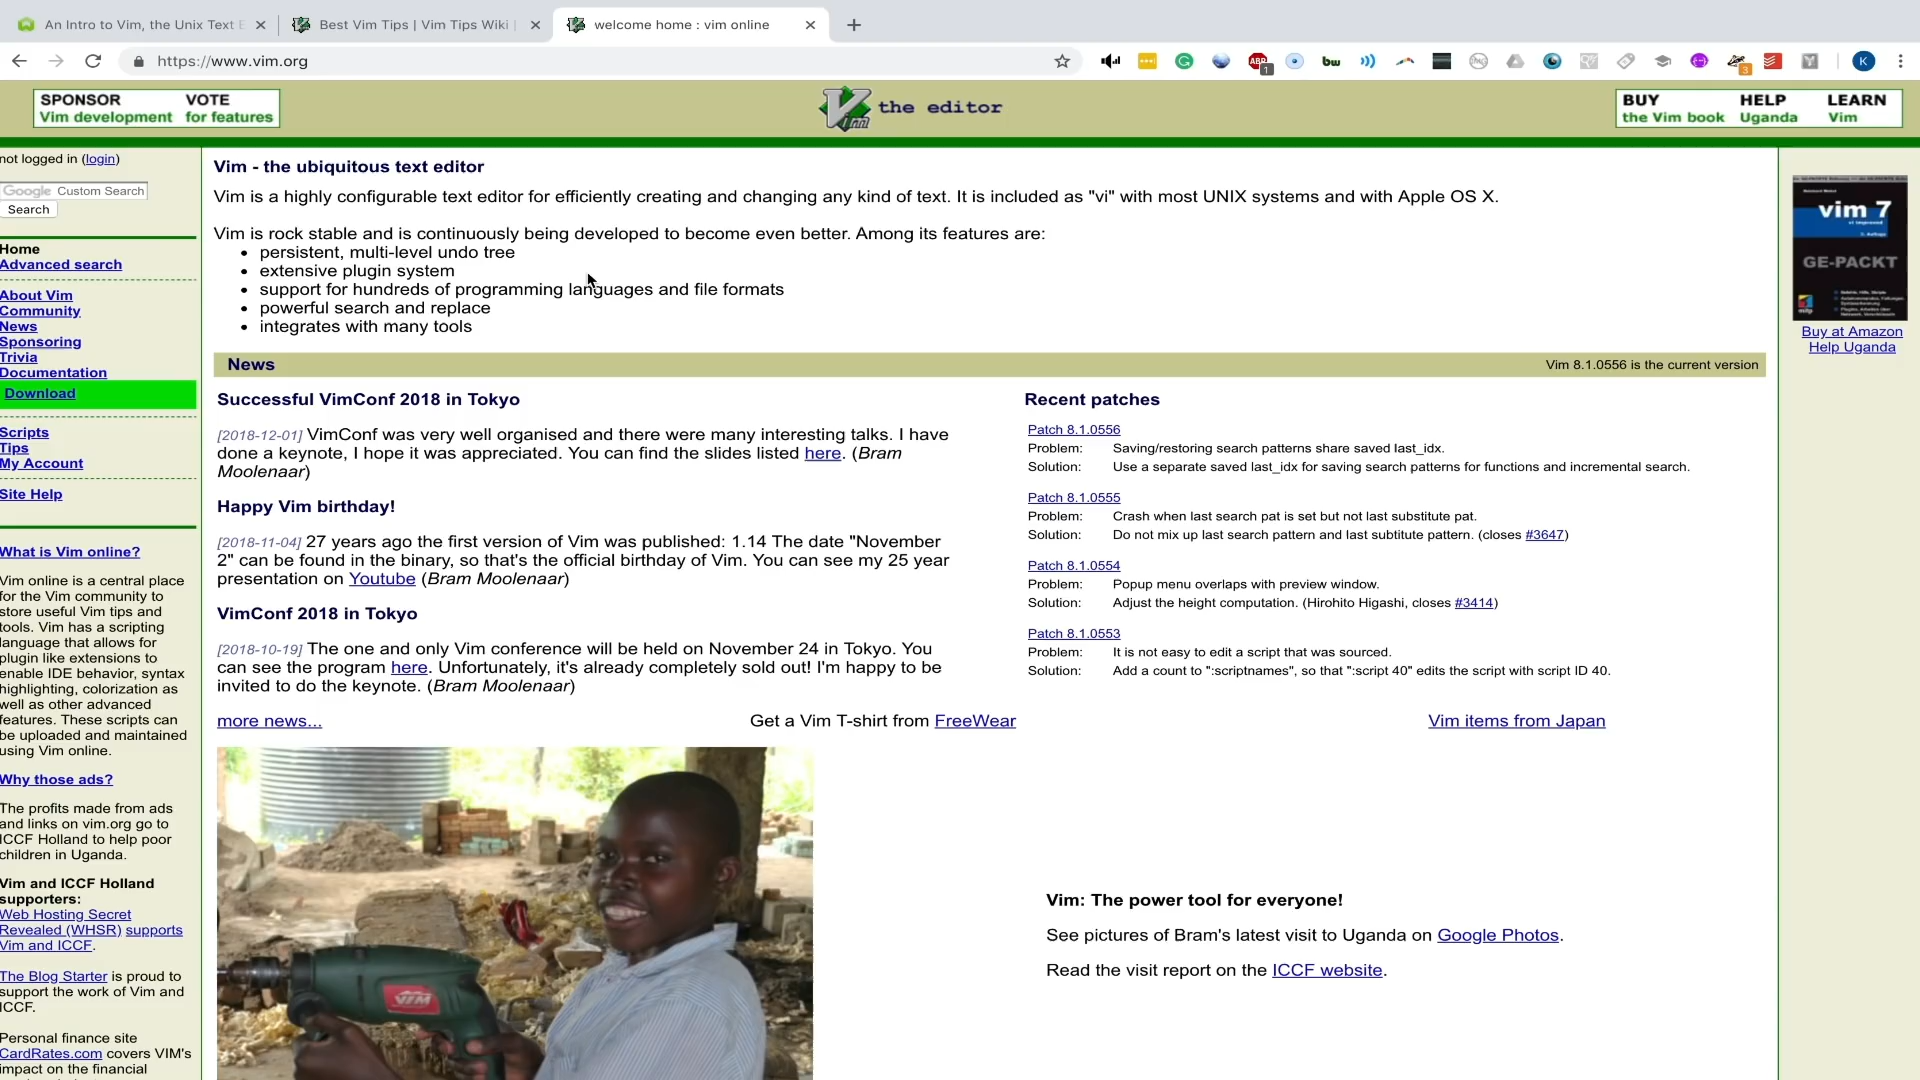 An Intro to Vim, the Unix Text E
Best Vim Tips | Vim Tips Wiki |
welcome home : vim online
https://www.vim.org
ABP
1
bw
3
K
SPONSOR
Vim development
VOTE
for features
Vim
the editor
BUY
the Vim book
HELP
Uganda
LEARN
Vim
not logged in (login)
Google Custom Search
Search
Home
Advanced search
About Vim
Community
News
Sponsoring
Trivia
Documentation
Download
Scripts
Tips
My Account
Site Help
What is Vim online?
Vim online is a central place
for the Vim community to
store useful Vim tips and
tools. Vim has a scripting
language that allows for
plugin like extensions to
enable IDE behavior, syntax
highlighting, colorization as
well as other advanced
features. These scripts can
be uploaded and maintained
using Vim online.
Why those ads?
The profits made from ads
and links on vim.org go to
ICCF Holland to help poor
children in Uganda.
Vim and ICCF Holland
supporters:
Web Hosting Secret
Revealed (WHSR) supports
Vim and ICCF.
The Blog Starter is proud to
support the work of Vim and
ICCF.
Personal finance site
CardRates.com covers VIM's
impact on the financial
Vim - the ubiquitous text editor
Vim is a highly configurable text editor for efficiently creating and changing any kind of text. It is included as "vi" with most UNIX systems and with Apple OS X.
Vim is rock stable and is continuously being developed to become even better. Among its features are:
• persistent, multi-level undo tree
• extensive plugin system
• support for hundreds of programming languages and file formats
• powerful search and replace
• integrates with many tools
News
Vim 8.1.0556 is the current version
Successful VimConf 2018 in Tokyo
[2018-12-01] VimConf was very well organised and there were many interesting talks. I have
done a keynote, I hope it was appreciated. You can find the slides listed here. (Bram
Moolenaar)
Happy Vim birthday!
[2018-11-04] 27 years ago the first version of Vim was published: 1.14 The date "November
2" can be found in the binary, so that's the official birthday of Vim. You can see my 25 year
presentation on Youtube (Bram Moolenaar)
VimConf 2018 in Tokyo
[2018-10-19] The one and only Vim conference will be held on November 24 in Tokyo. You
can see the program here. Unfortunately, it's already completely sold out! I'm happy to be
invited to do the keynote. (Bram Moolenaar)
more news...
Recent patches
Patch 8.1.0556
Problem: Saving/restoring search patterns share saved last_idx.
Solution: Use a separate saved last_idx for saving search patterns for functions and incremental search.
Patch 8.1.0555
Problem: Crash when last search pat is set but not last substitute pat.
Solution: Do not mix up last search pattern and last subtitute pattern. (closes #3647)
Patch 8.1.0554
Problem: Popup menu overlaps with preview window.
Solution: Adjust the height computation. (Hirohito Higashi, closes #3414)
Patch 8.1.0553
Problem: It is not easy to edit a script that was sourced.
Solution: Add a count to ":scriptnames", so that ":script 40" edits the script with script ID 40.
Get a Vim T-shirt from FreeWear
Vim items from Japan
VIM
Vim: The power tool for everyone!
See pictures of Bram's latest visit to Uganda on Google Photos.
Read the visit report on the ICCF website.
vim 7
GE-PACKT
Buy at Amazon
Help Uganda